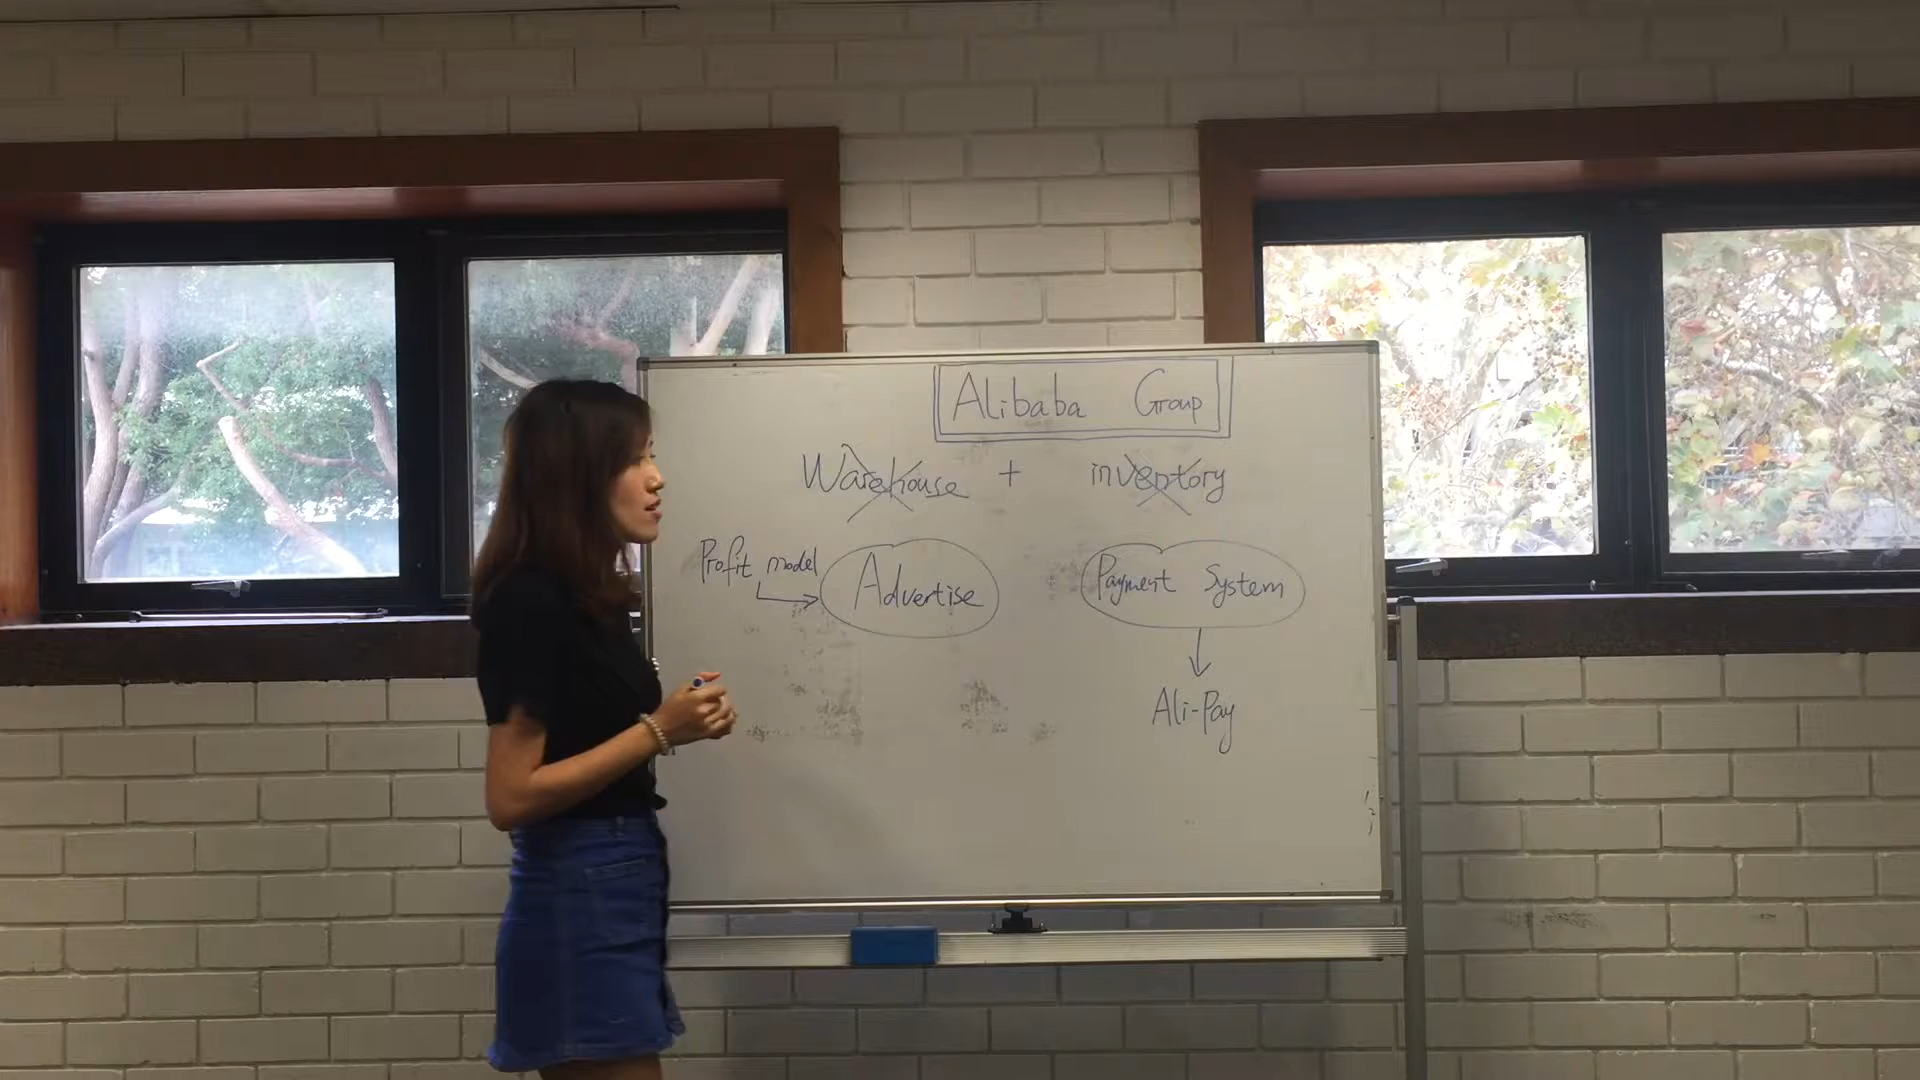 Alibaba Group
Warehouse + inventory
Profit model
Advertise
Payment System
Ali-Pay